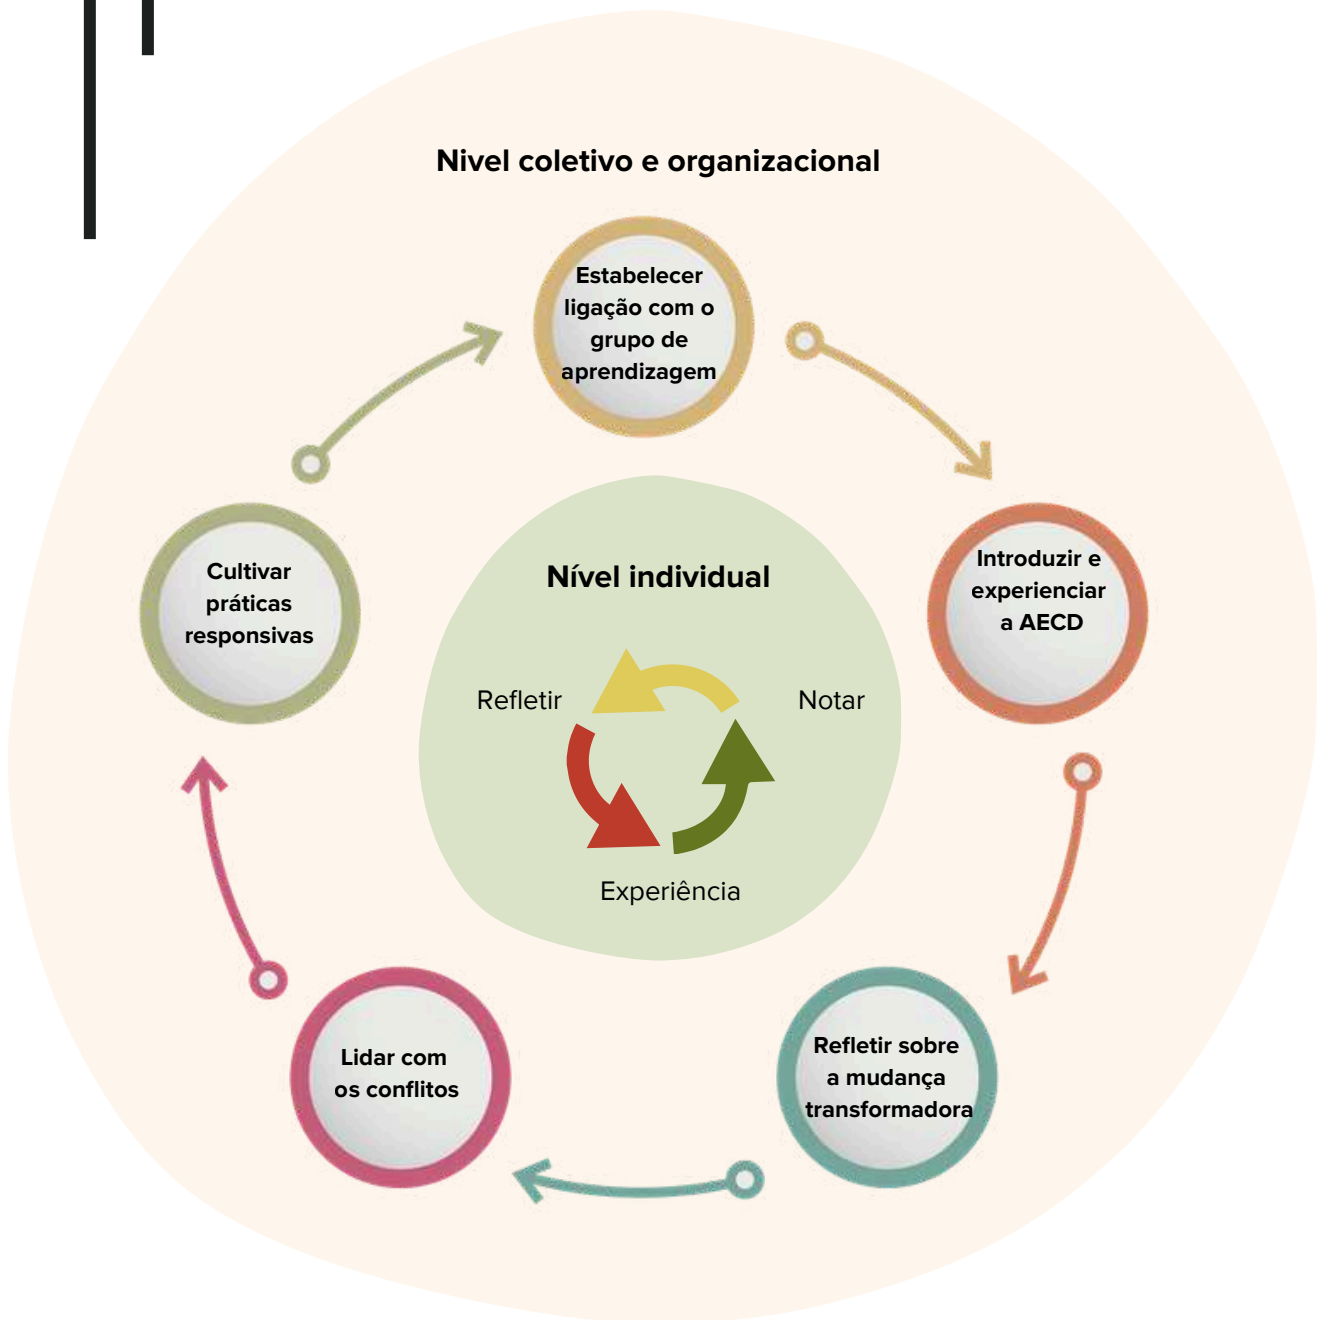 Nivel coletivo e organizacional
Estabelecer
ligação com o
grupo de
aprendizagem
Introduzir e
experienciar
a AECD
Refletir sobre
a mudança
transformadora
Lidar com
os conflitos
Cultivar
práticas
responsivas
Nível individual
Refletir
Notar
Experiência